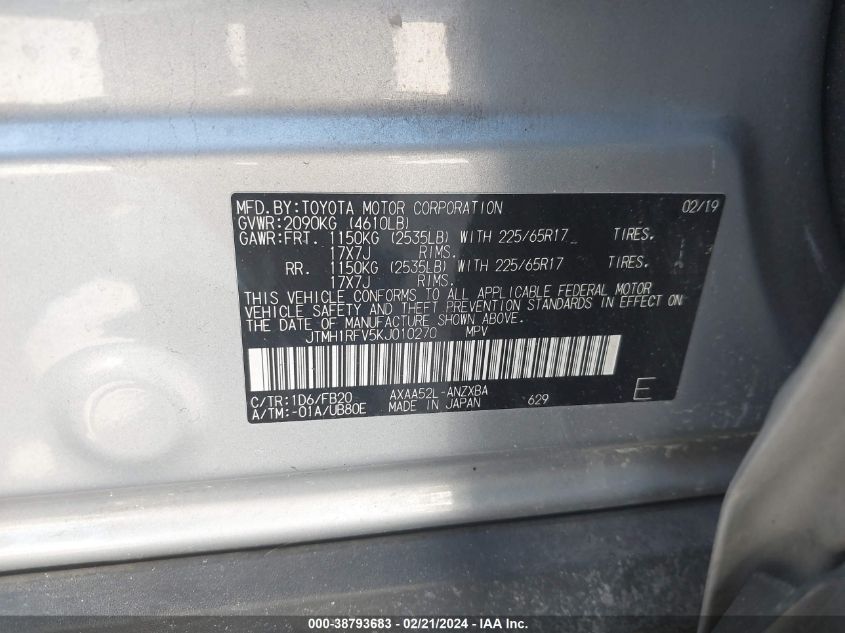 MFD.BY:TOYOTA MOTOR CORPORATION 02/19
GVWR:2090KG (4610LB)
GAWR:FRT. 1150KG (2535LB) WITH 225/65R17 TIRES.
17X7J RIMS.
RR. 1150KG (2535LB) WITH 225/65R17 TIRES.
17X7J RIMS.
THIS VEHICLE CONFORMS TO ALL APPLICABLE FEDERAL MOTOR
VEHICLE SAFETY AND THEFT PREVENTION STANDARDS IN EFFECT ON
THE DATE OF MANUFACTURE SHOWN ABOVE.
JTMH1RFV5KJ010270 MPV
C/TR:1D6/FB20 AXAA52L-ANZXBA
A/TM:-01A/UB80E MADE IN JAPAN 629 E
000-38793683 / 02/21/2024 - IAAI US